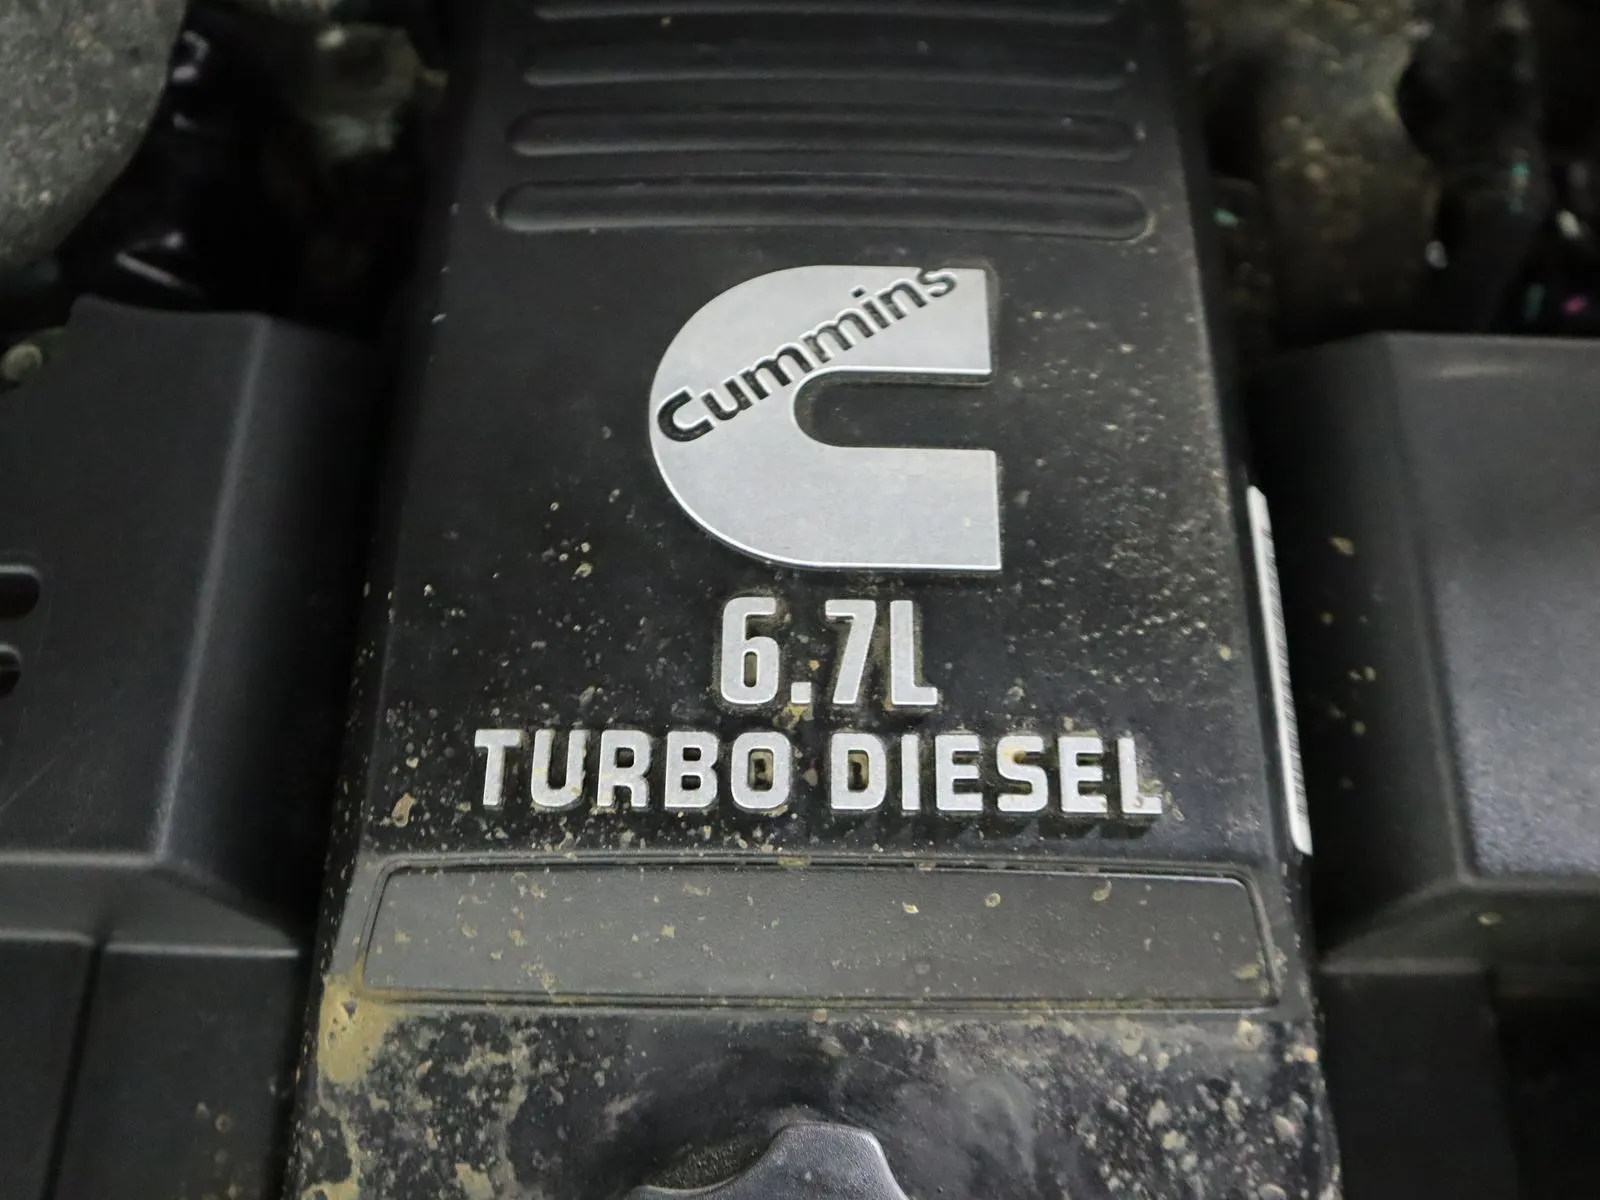 Cummins
6.7L
TURBO DIESEL